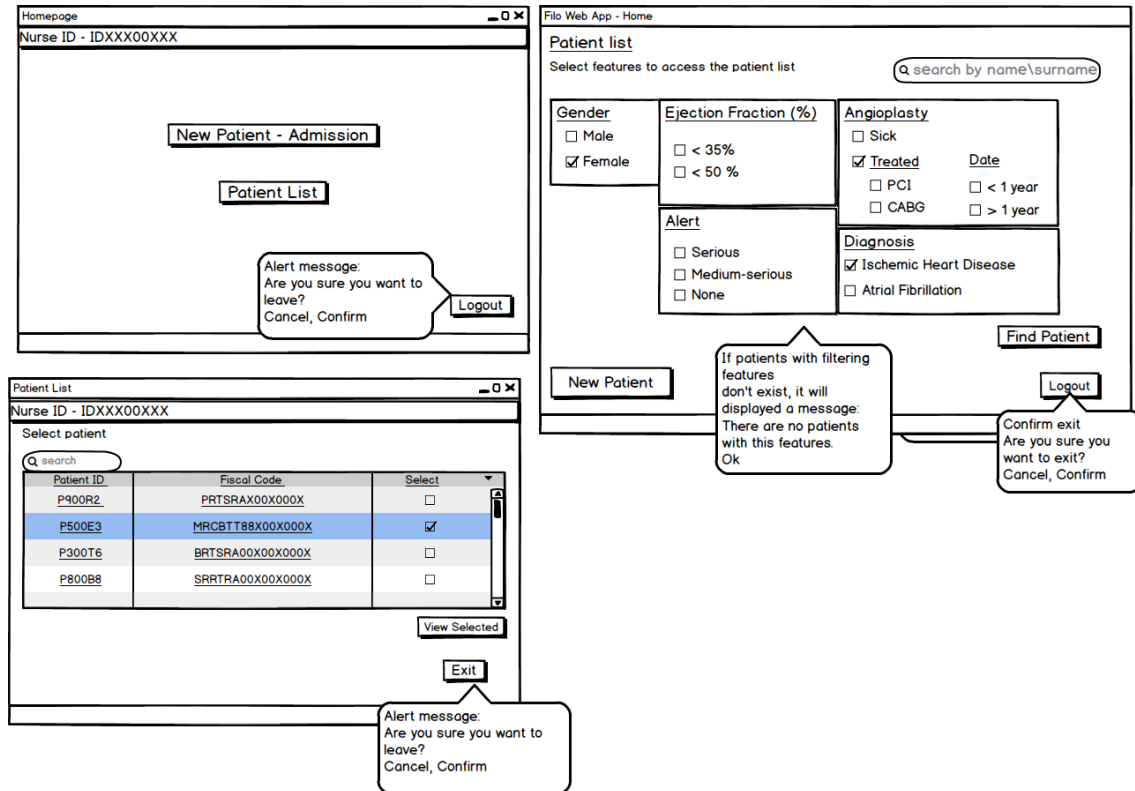 Homepage
Nurse ID - IDXXX00XXX
New Patient - Admission
Patient List
Alert message:
Are you sure you want to
leave?
Cancel, Confirm
Logout
Filo Web App - Home
Patient list
Select features to access the patient list
search by name\surname
Gender
Male
Female
Ejection Fraction (%)
< 35%
< 50 %
Angioplasty
Sick
Treated
Date
PCI
< 1 year
CABG
> 1 year
Alert
Serious
Medium-serious
None
Diagnosis
Ischemic Heart Disease
Atrial Fibrillation
Find Patient
If patients with filtering
features
don't exist, it will
displayed a message:
There are no patients
with this features.
Ok
New Patient
Logout
Confirm exit
Are you sure you
want to exit?
Cancel, Confirm
Patient List
Nurse ID - IDXXX00XXX
Select patient
search
Patient ID Fiscal Code Select
P900R2 PRTSRAX00X000X
P500E3 MRCBTT88X00X000X
P300T6 BRTSRA00X00X000X
P800B8 SRRTRA00X00X000X
View Selected
Exit
Alert message:
Are you sure you want to
leave?
Cancel, Confirm